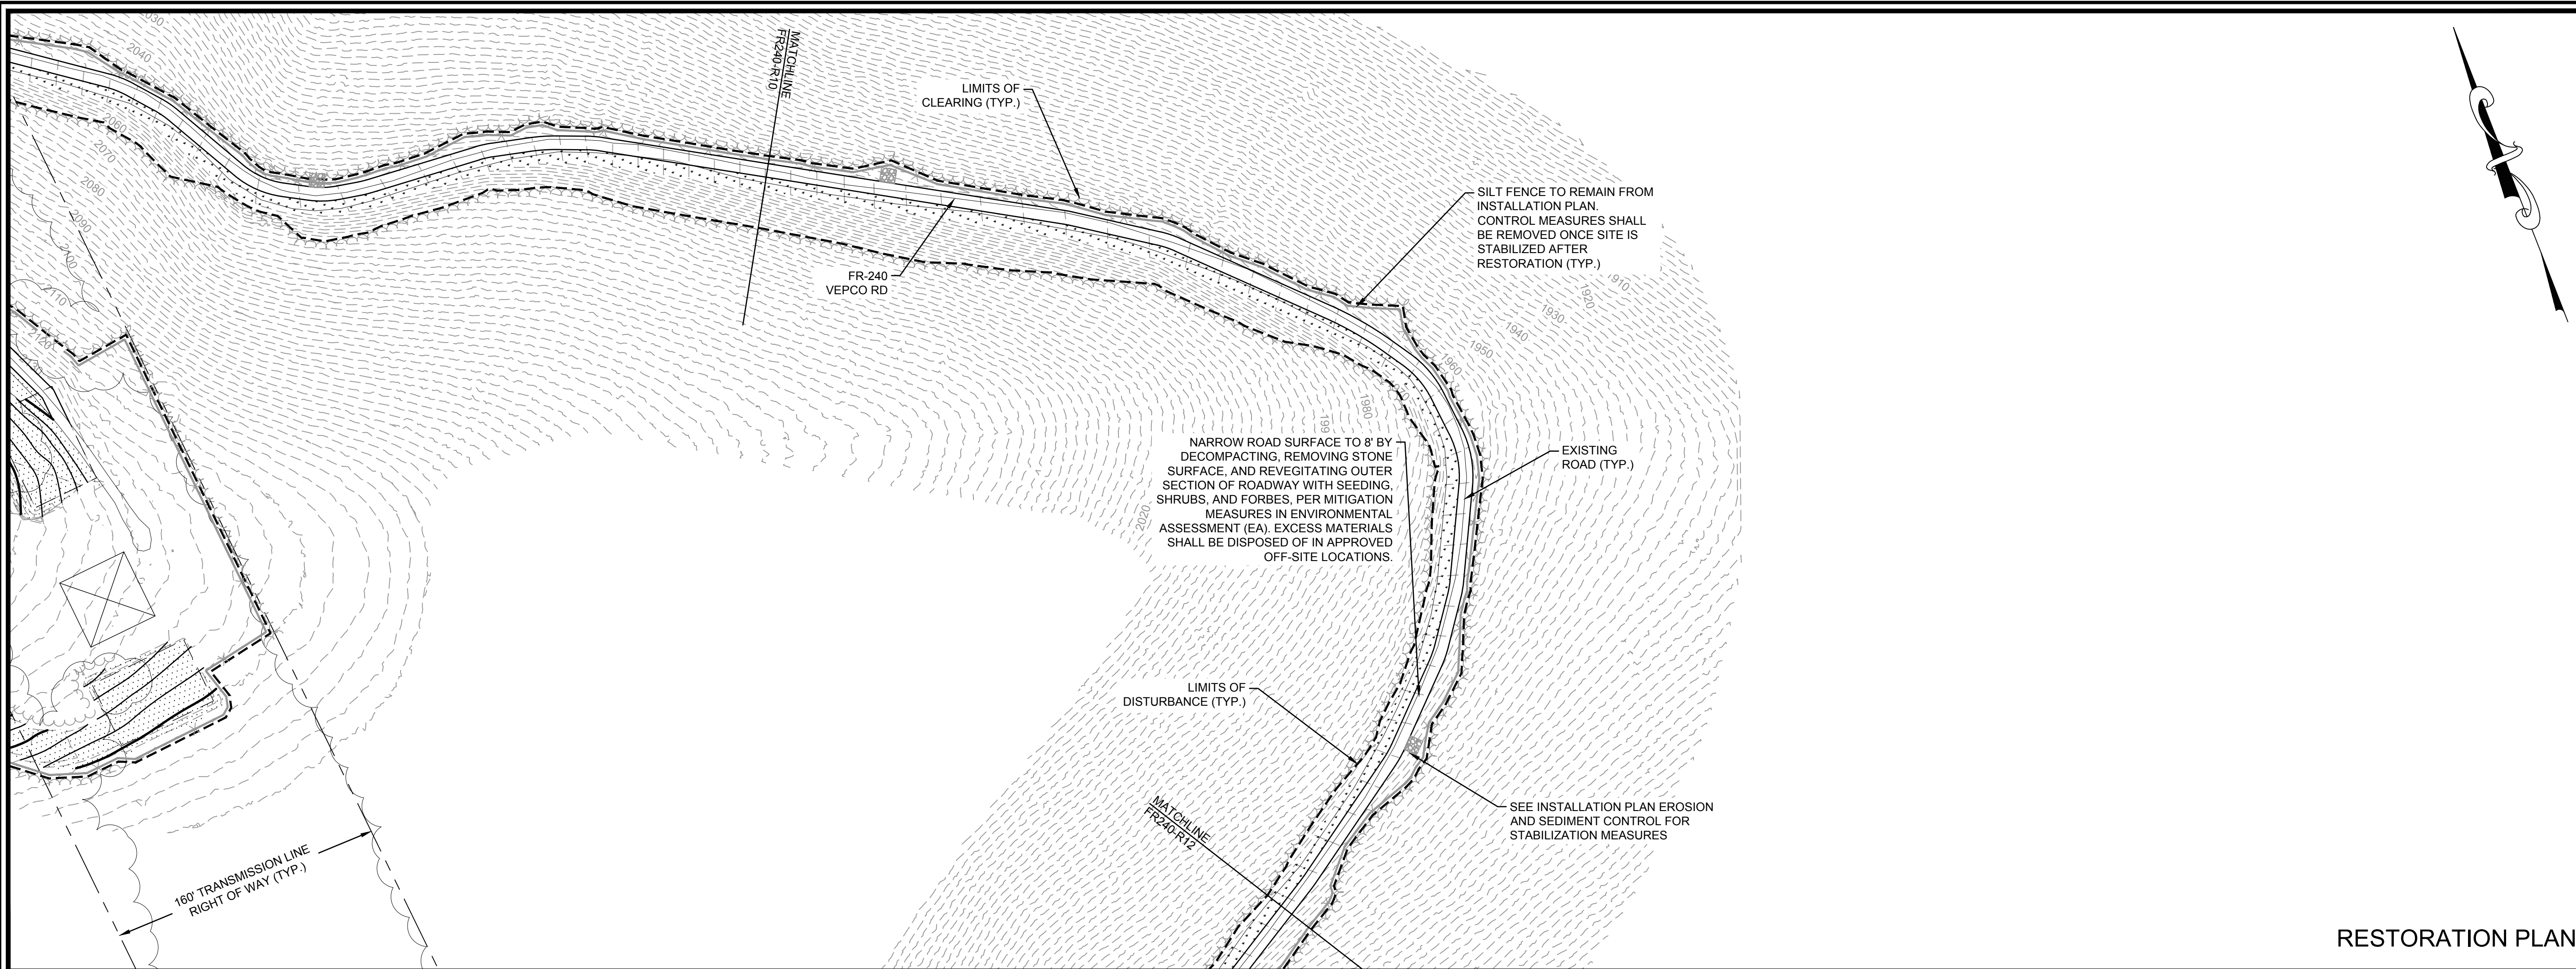 2030
2040
2060
2070
2080
2090
2100
2110
2120
MATCHLINE
FR240-R10
LIMITS OF
CLEARING (TYP.)
FR-240
VEPCO RD
SILT FENCE TO REMAIN FROM
INSTALLATION PLAN.
CONTROL MEASURES SHALL
BE REMOVED ONCE SITE IS
STABILIZED AFTER
RESTORATION (TYP.)
1910
1920
1930
1940
1950
1960
1980
199
2020
NARROW ROAD SURFACE TO 8' BY
DECOMPACTING, REMOVING STONE
SURFACE, AND REVEGITATING OUTER
SECTION OF ROADWAY WITH SEEDING,
SHRUBS, AND FORBES, PER MITIGATION
MEASURES IN ENVIRONMENTAL
ASSESSMENT (EA). EXCESS MATERIALS
SHALL BE DISPOSED OF IN APPROVED
OFF-SITE LOCATIONS.
EXISTING
ROAD (TYP.)
LIMITS OF
DISTURBANCE (TYP.)
MATCHLINE
FR240-R12
SEE INSTALLATION PLAN EROSION
AND SEDIMENT CONTROL FOR
STABILIZATION MEASURES
160' TRANSMISSION LINE
RIGHT OF WAY (TYP.)
RESTORATION PLAN